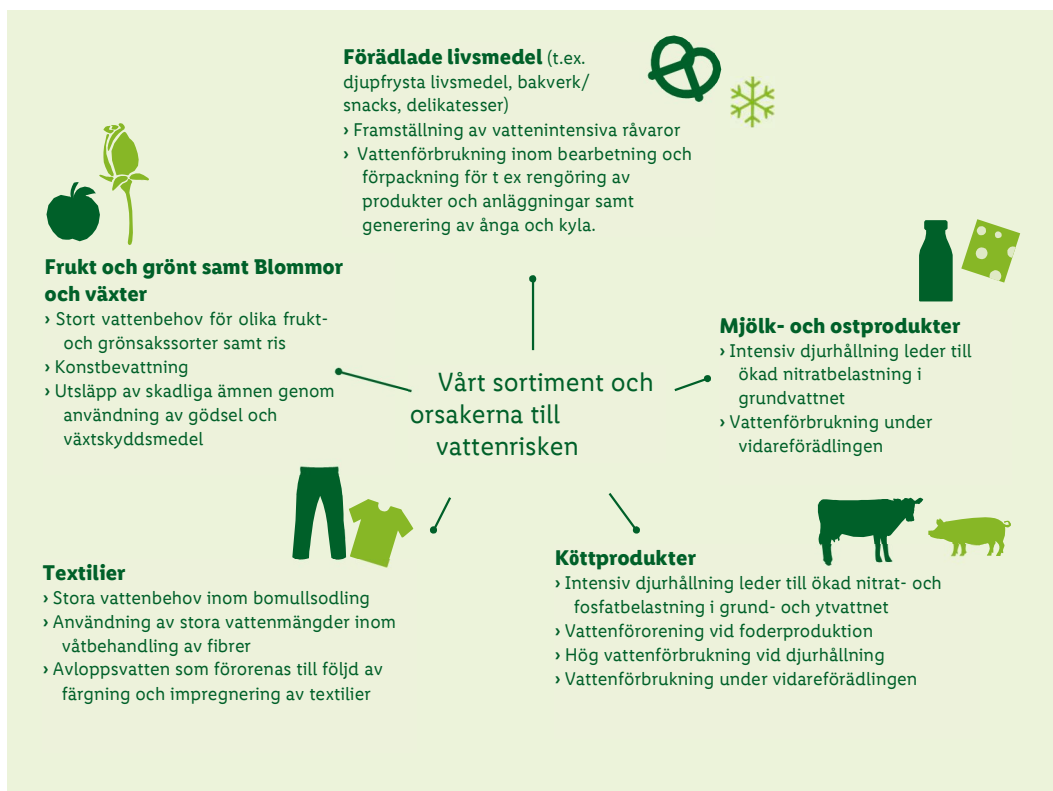 Förädlade livsmedel (t.ex.
djupfrysta livsmedel, bakverk/
snacks, delikatesser)
› Framställning av vattenintensiva råvaror
› Vattenförbrukning inom bearbetning och
förpackning för t ex rengöring av
produkter och anläggningar samt
generering av ånga och kyla.
Frukt och grönt samt Blommor
och växter
› Stort vattenbehov för olika frukt-
och grönsakssorter samt ris
› Konstbevattning
› Utsläpp av skadliga ämnen genom
användning av gödsel och
växtskyddsmedel
Vårt sortiment och
orsakerna till
vattenrisken
Mjölk- och ostprodukter
› Intensiv djurhållning leder till
ökad nitratbelastning i
grundvattnet
› Vattenförbrukning under
vidareförädlingen
Textilier
› Stora vattenbehov inom bomullsodling
› Användning av stora vattenmängder inom
våtbehandling av fibrer
› Avloppsvatten som förorenas till följd av
färgning och impregnering av textilier
Köttprodukter
› Intensiv djurhållning leder till ökad nitrat- och
fosfatbelastning i grund- och ytvattnet
› Vattenförorening vid foderproduktion
› Hög vattenförbrukning vid djurhållning
› Vattenförbrukning under vidareförädlingen